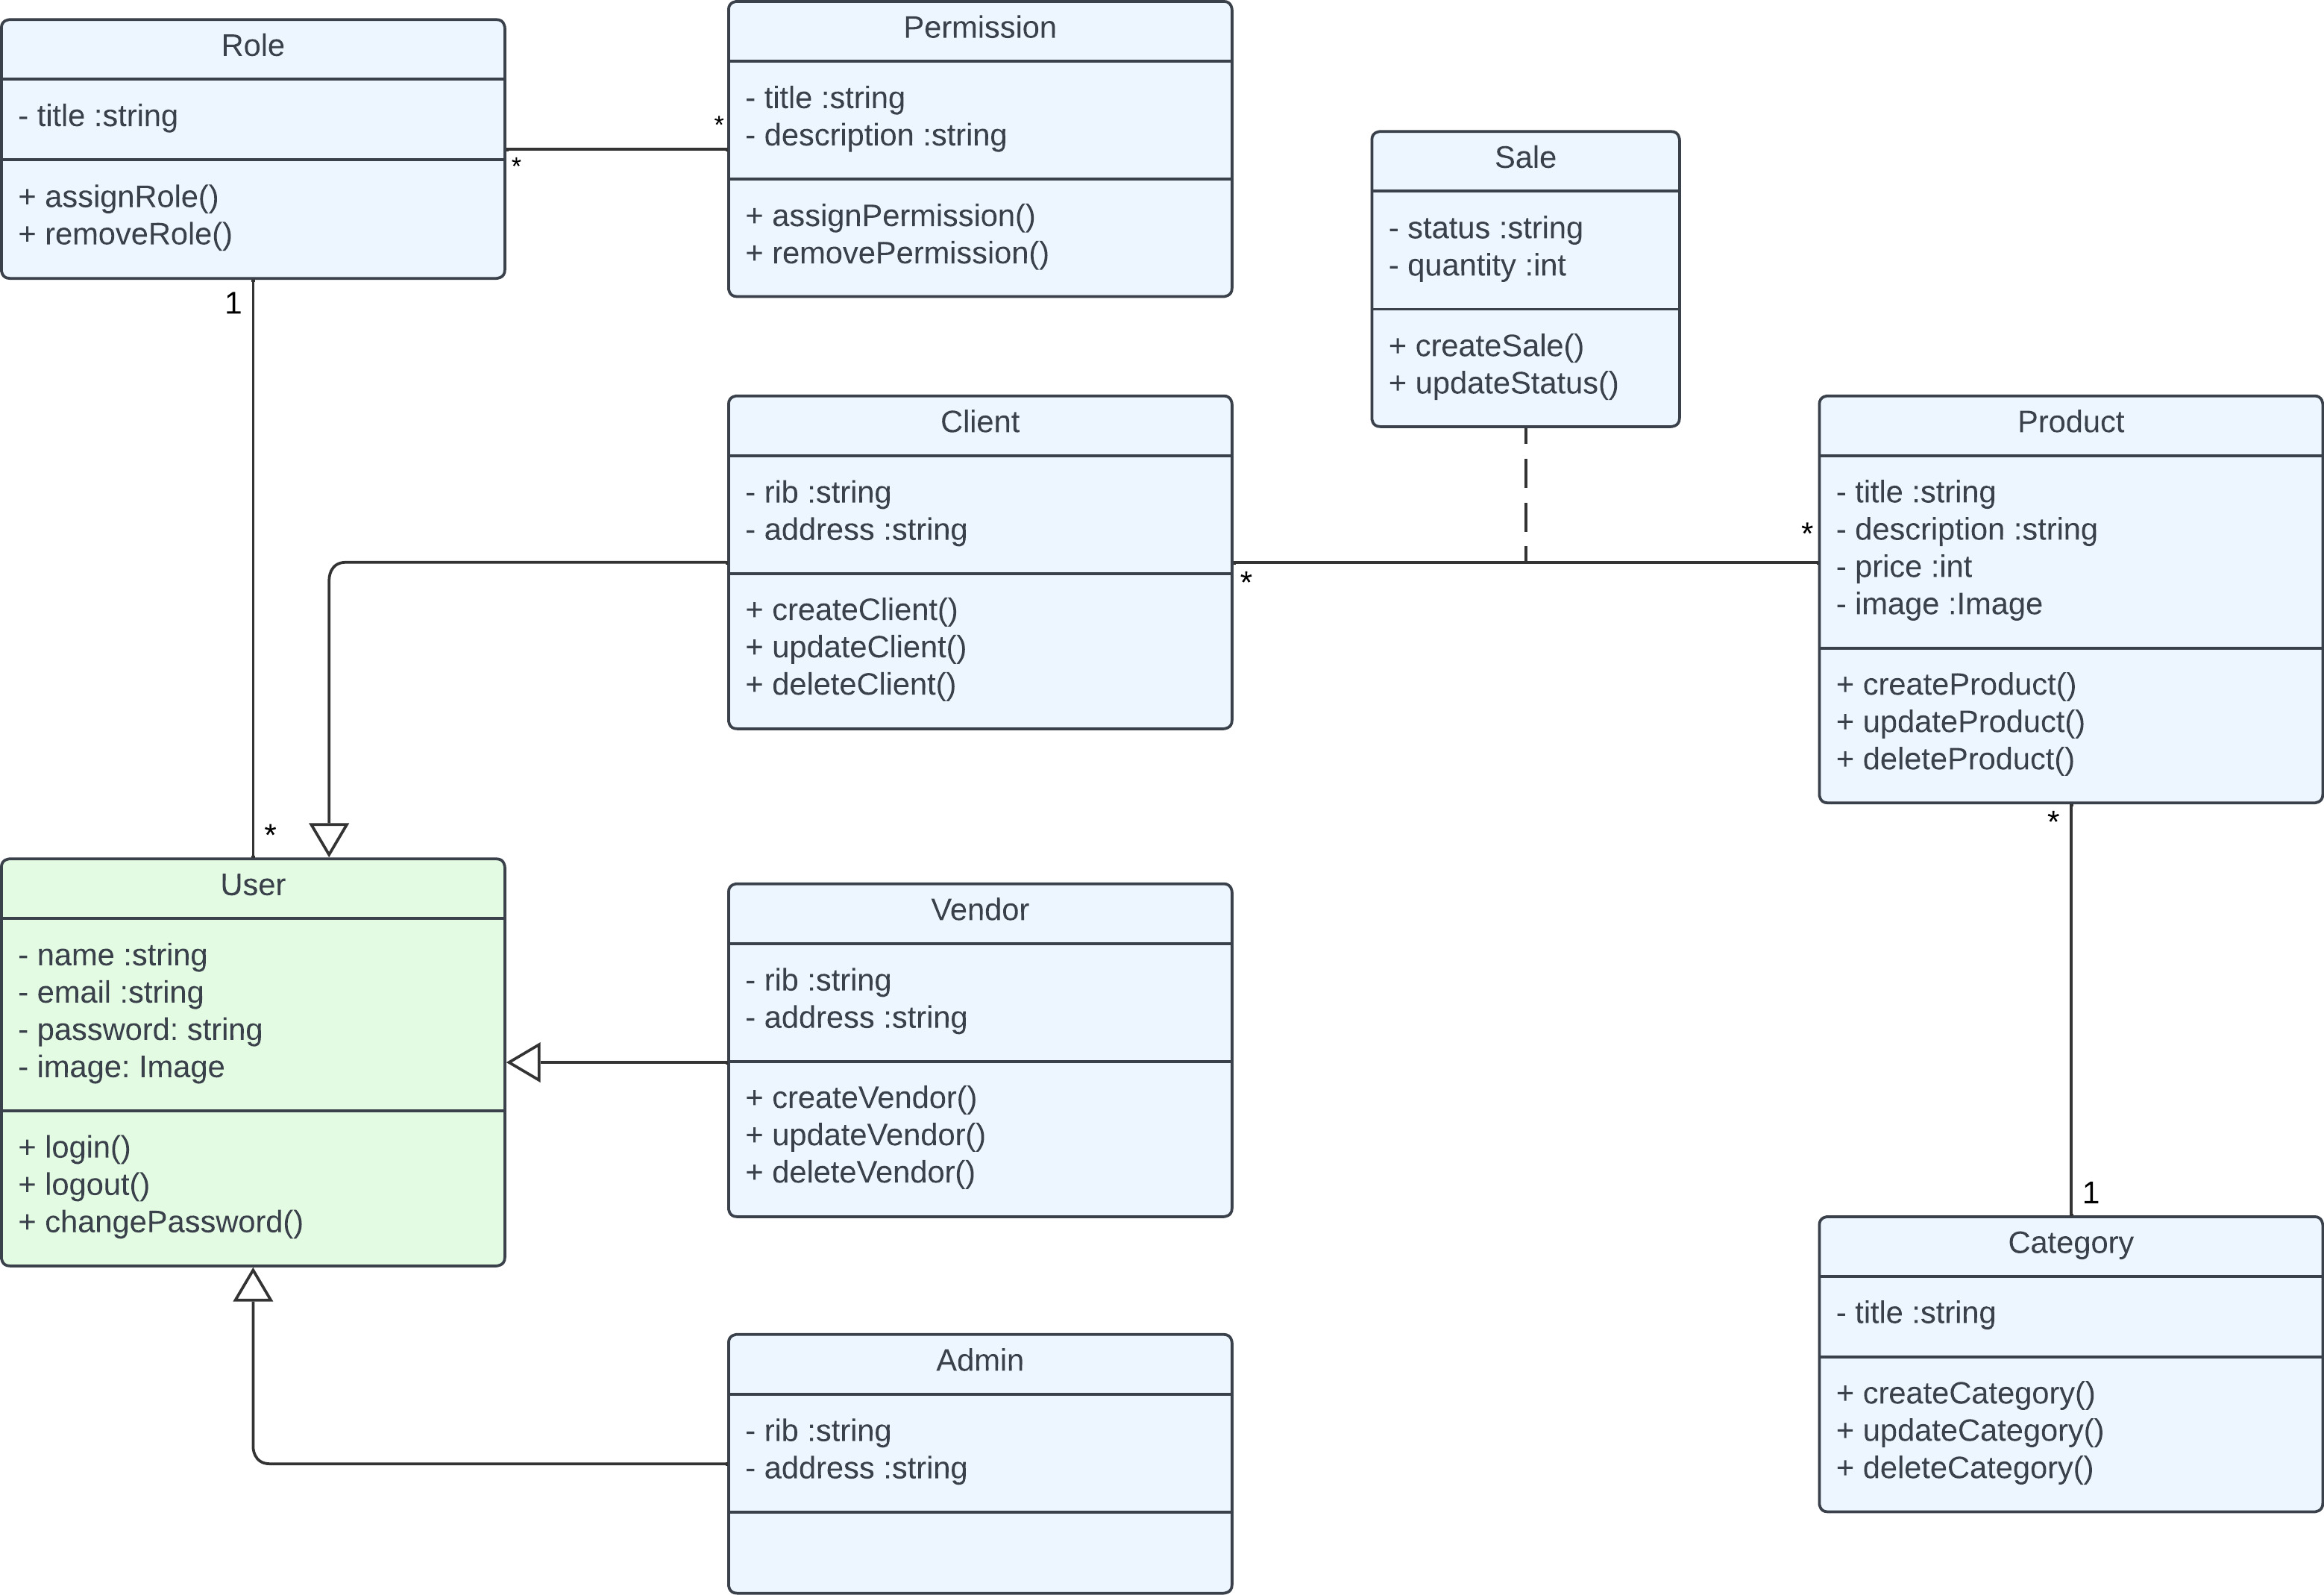 Role
- title :string
+ assignRole()
+ removeRole()
Permission
- title :string
- description :string
+ assignPermission()
+ removePermission()
*
*
Sale
- status :string
- quantity :int
+ createSale()
+ updateStatus()
1
*
Client
- rib :string
- address :string
+ createClient()
+ updateClient()
+ deleteClient()
*
*
Product
- title :string
- description :string
- price :int
- image :Image
+ createProduct()
+ updateProduct()
+ deleteProduct()
*
1
User
- name :string
- email :string
- password: string
- image: Image
+ login()
+ logout()
+ changePassword()
Vendor
- rib :string
- address :string
+ createVendor()
+ updateVendor()
+ deleteVendor()
Category
- title :string
+ createCategory()
+ updateCategory()
+ deleteCategory()
Admin
- rib :string
- address :string